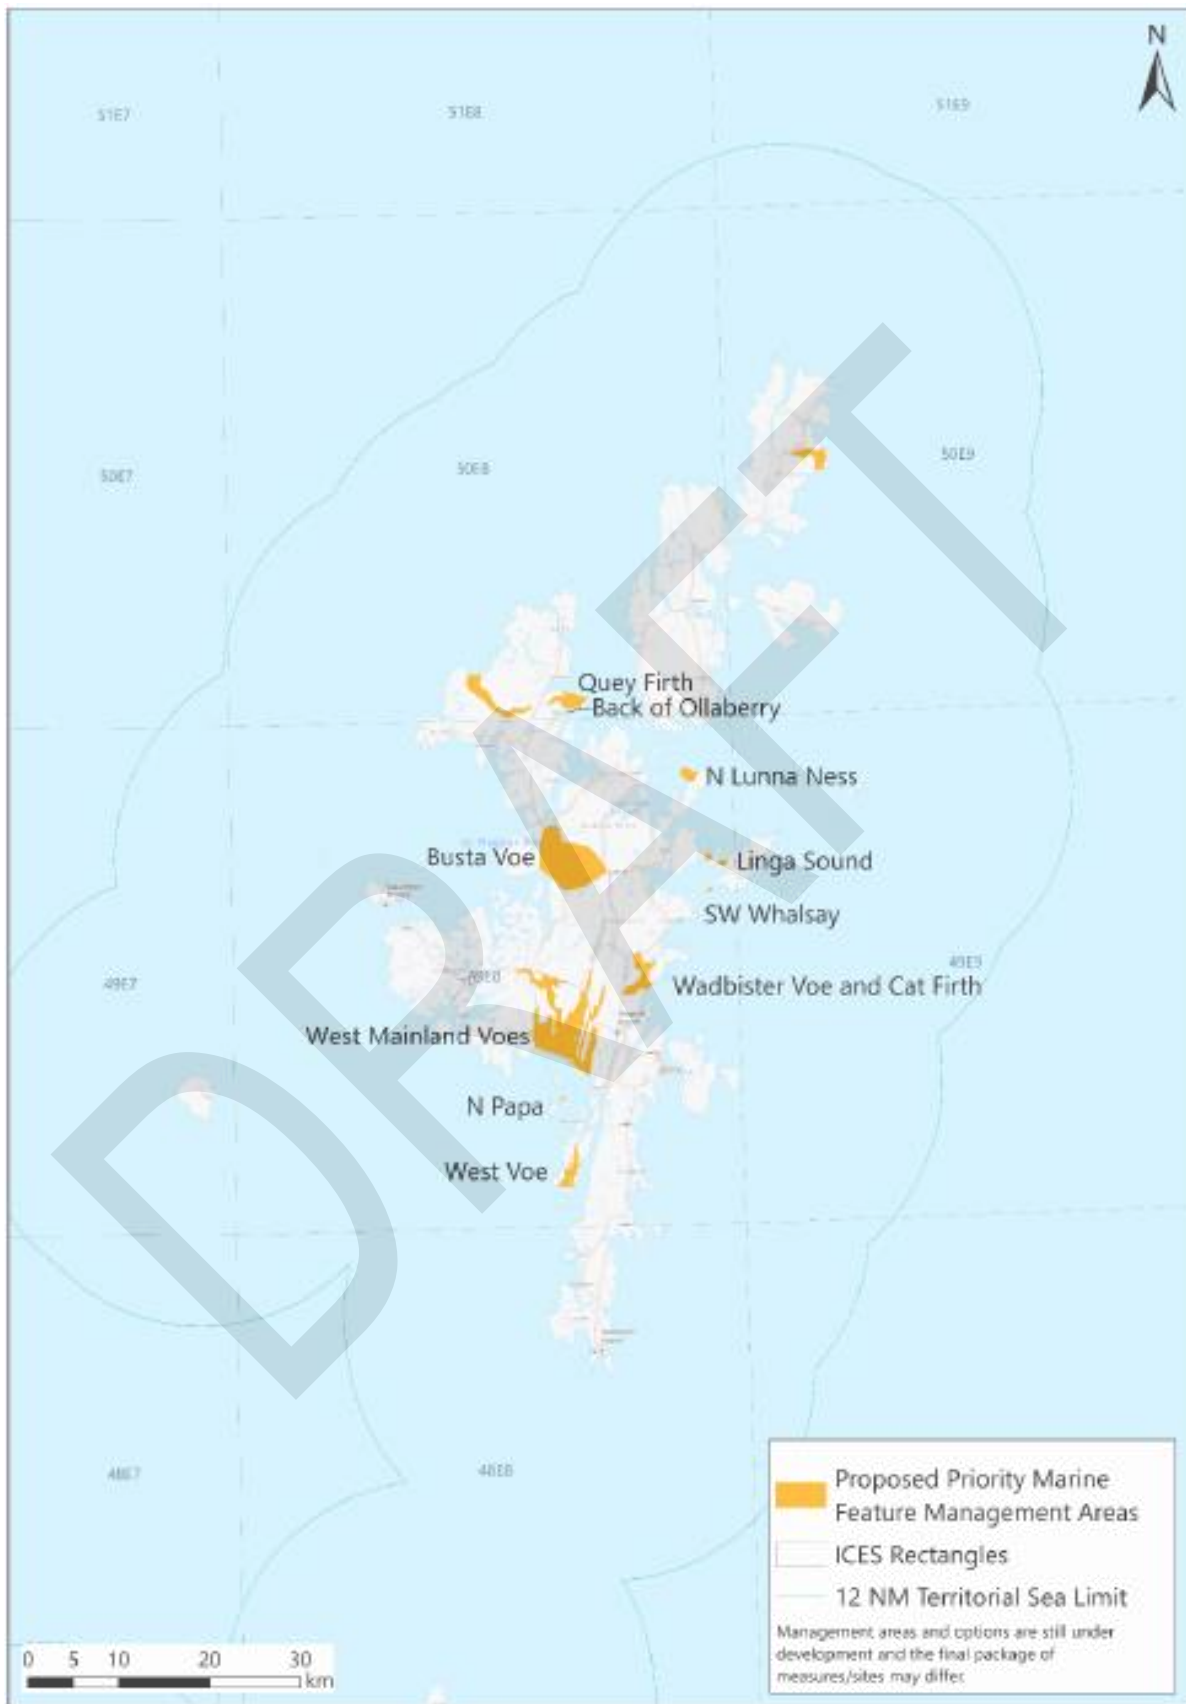 N
51E7
51E8
51E9
50E7
50E8
50E9
Quey Firth
Back of Ollaberry
N Lunna Ness
Busta Voe
Linga Sound
SW Whalsay
49E7
49E8
49E9
Wadbister Voe and Cat Firth
West Mainland Voes
N Papa
West Voe
48E7
48E8
DRAFT
Proposed Priority Marine
Feature Management Areas
ICES Rectangles
12 NM Territorial Sea Limit
Management areas and options are still under
development and the final package of
measures/sites may differ.
0 5 10 20 30
km